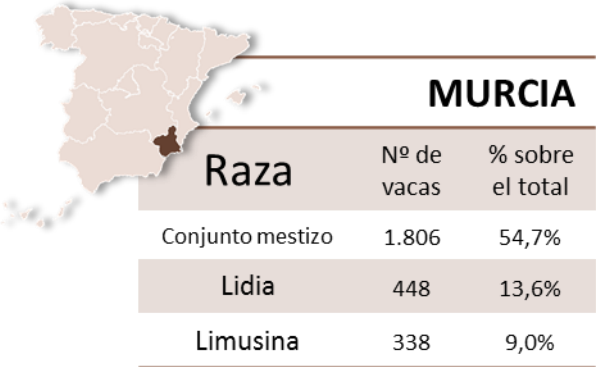 MURCIA
Raza Nº de vacas % sobre el total
Conjunto mestizo 1.806 54,7%
Lidia 448 13,6%
Limusina 338 9,0%